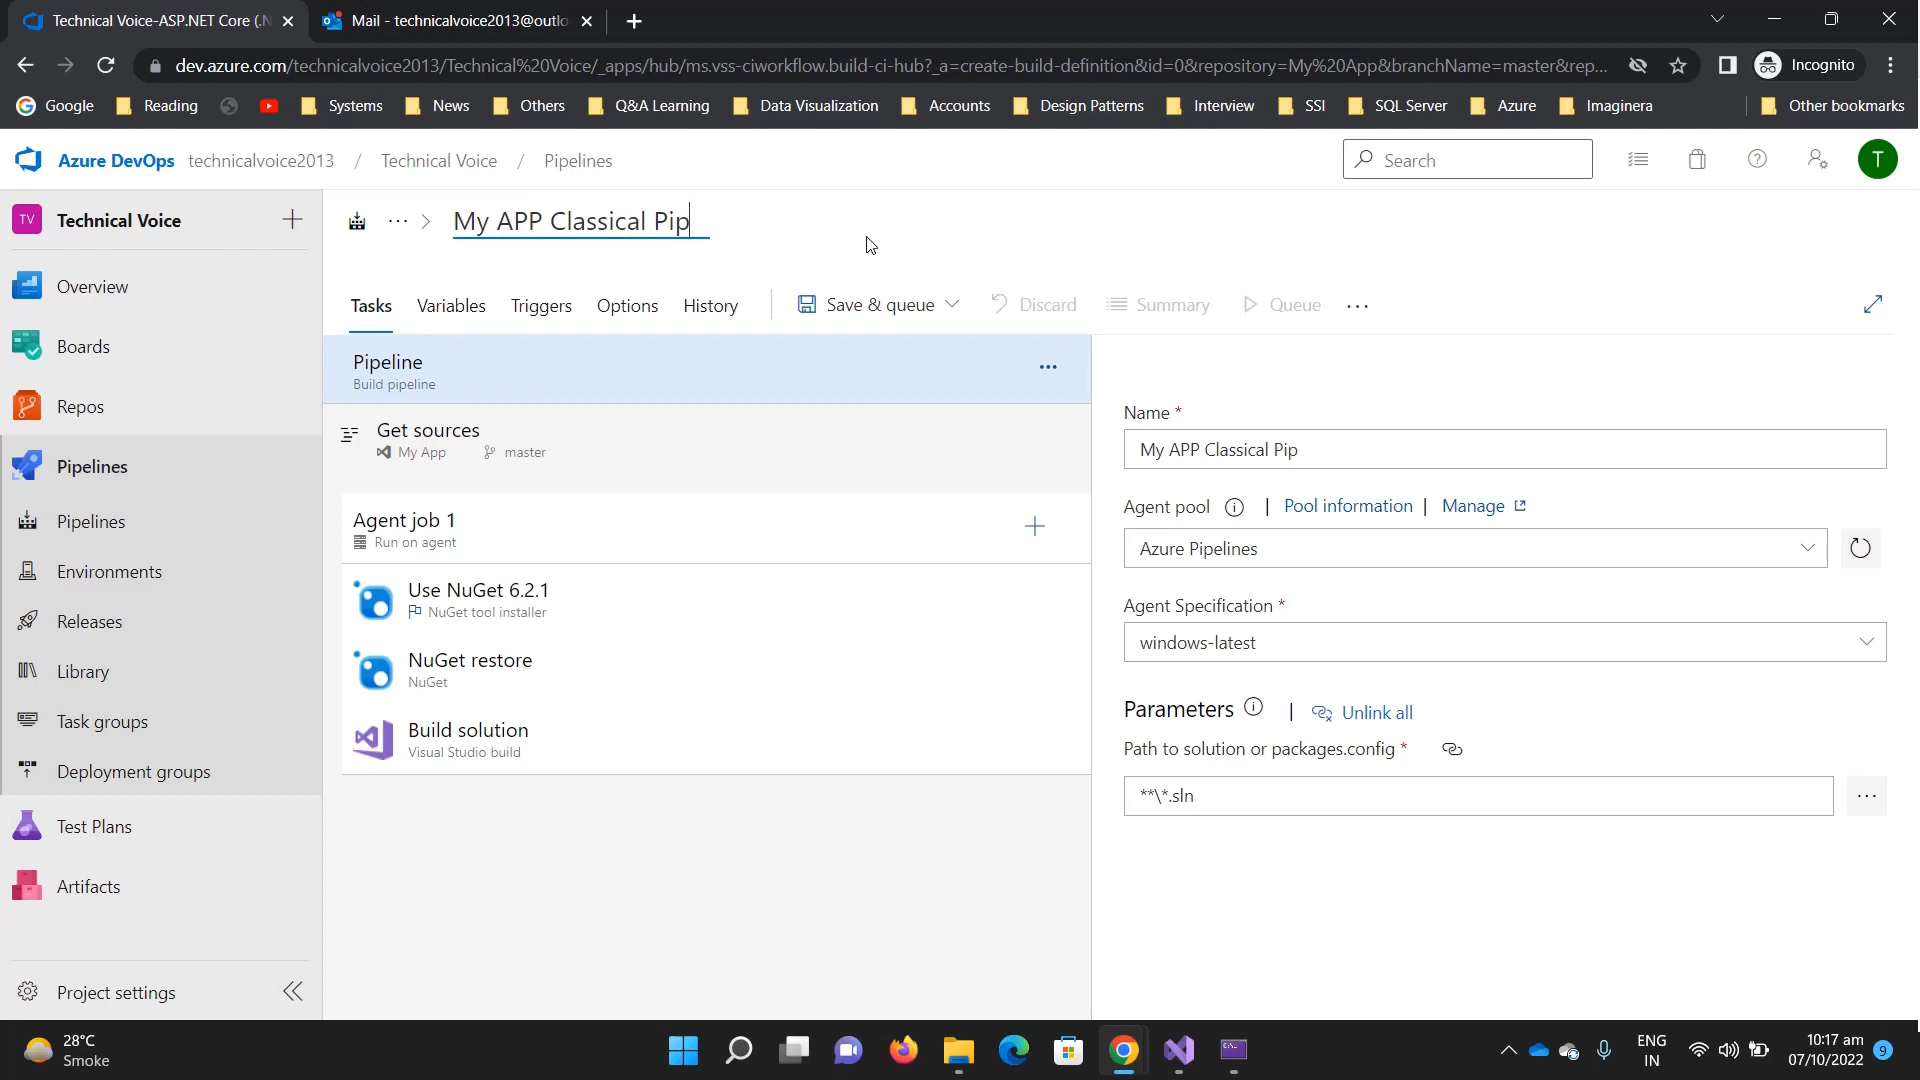 Technical Voice-ASP.NET Core (.N
Mail - technicalvoice2013@outlo
dev.azure.com/technicalvoice2013/Technical%20Voice/_apps/hub/ms.vss-ciworkflow.build-ci-hub?_a=create-build-definition&id=0&repository=My%20App&branchName=master&rep...
Incognito
Google
Reading
Systems
News
Others
Q&A Learning
Data Visualization
Accounts
Design Patterns
Interview
SSI
SQL Server
Azure
Imaginera
Other bookmarks
Azure DevOps
technicalvoice2013
/
Technical Voice
/
Pipelines
Search
T
TV
Technical Voice
My APP Classical Pip
Overview
Boards
Repos
Pipelines
Pipelines
Environments
Releases
Library
Task groups
Deployment groups
Test Plans
Artifacts
Project settings
Tasks
Variables
Triggers
Options
History
Save & queue
Discard
Summary
Queue
Pipeline
Build pipeline
Get sources
My App
master
Agent job 1
Run on agent
Use NuGet 6.2.1
NuGet tool installer
NuGet restore
NuGet
Build solution
Visual Studio build
Name *
My APP Classical Pip
Agent pool
| Pool information | Manage
Azure Pipelines
Agent Specification *
windows-latest
Parameters
| Unlink all
Path to solution or packages.config *
**\*.sln
28°C
Smoke
ENG
IN
10:17 am
07/10/2022
9